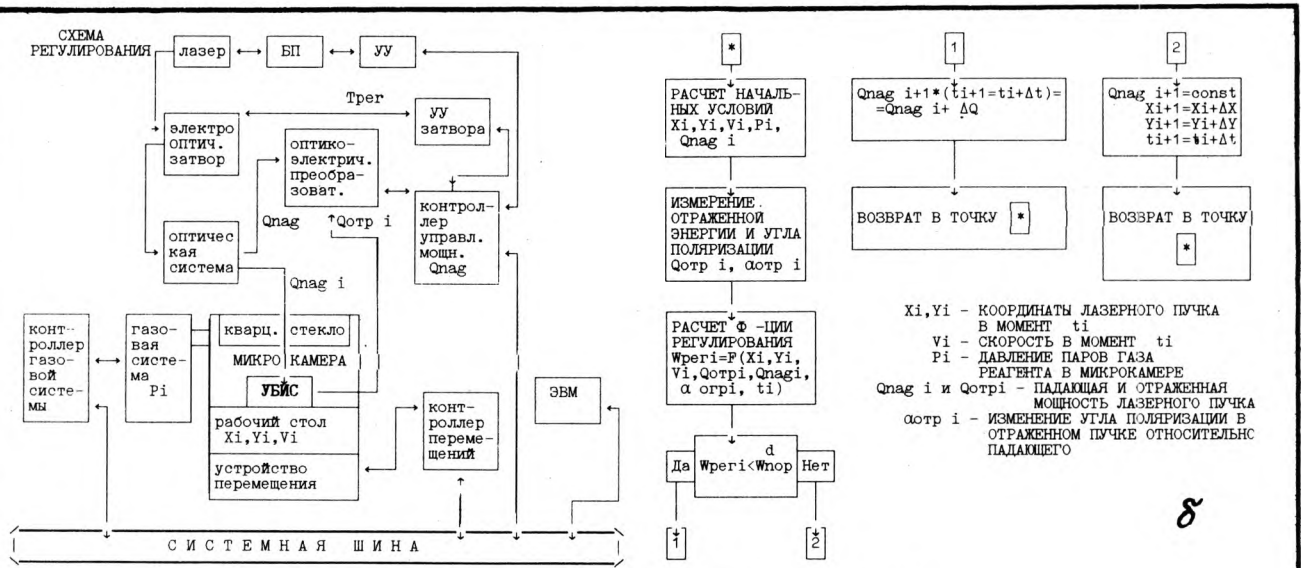 СХЕМА
РЕГУЛИРОВАНИЯ
лазер
БП
УУ
Трег
электро
оптич.
затвор
УУ
затвора
оптико-
электрич.
преобра-
зоват.
Qnag
Qотр i
контрол-
лер
управл.
мощн.
Qnag
оптичес
кая
система
Qnag i
конт-
роллер
газо-
вой
систе-
мы
газо-
вая
систе-
ма
Pi
кварц. стекло
МИКРО КАМЕРА
УБИС
рабочий стол
Xi,Yi,Vi
устройство
перемещения
конт-
роллер
переме-
щений
ЭВМ
СИСТЕМНАЯ ШИНА
*
РАСЧЕТ НАЧАЛЬ-
НЫХ УСЛОВИЙ
Xi,Yi,Vi,Pi,
Qnag i
ИЗМЕРЕНИЕ
ОТРАЖЕННОЙ
ЭНЕРГИИ И УГЛА
ПОЛЯРИЗАЦИИ
Qотр i, αотр i
РАСЧЕТ Ф -ЦИИ
РЕГУЛИРОВАНИЯ
Wрегi=F(Xi,Yi,
Vi,Qотрi,Qnagi,
α огрi, ti)
d
Да Wрегi<Wnop Нет
1
2
1
Qnag i+1*(ti+1=ti+Δt)=
=Qnag i+ ΔQ
ВОЗВРАТ В ТОЧКУ *
2
Qnag i+1=const
Xi+1=Xi+ΔX
Yi+1=Yi+ΔY
ti+1=ti+Δt
ВОЗВРАТ В ТОЧКУ
*
Xi,Yi - КООРДИНАТЫ ЛАЗЕРНОГО ПУЧКА
В МОМЕНТ ti
Vi - СКОРОСТЬ В МОМЕНТ ti
Pi - ДАВЛЕНИЕ ПАРОВ ГАЗА
РЕАГЕНТА В МИКРОКАМЕРЕ
Qnag i и Qотрi - ПАДАЮЩАЯ И ОТРАЖЕННАЯ
МОЩНОСТЬ ЛАЗЕРНОГО ПУЧКА
αотр i - ИЗМЕНЕНИЕ УГЛА ПОЛЯРИЗАЦИИ В
ОТРАЖЕННОМ ПУЧКЕ ОТНОСИТЕЛЬНО
ПАДАЮЩЕГО
б